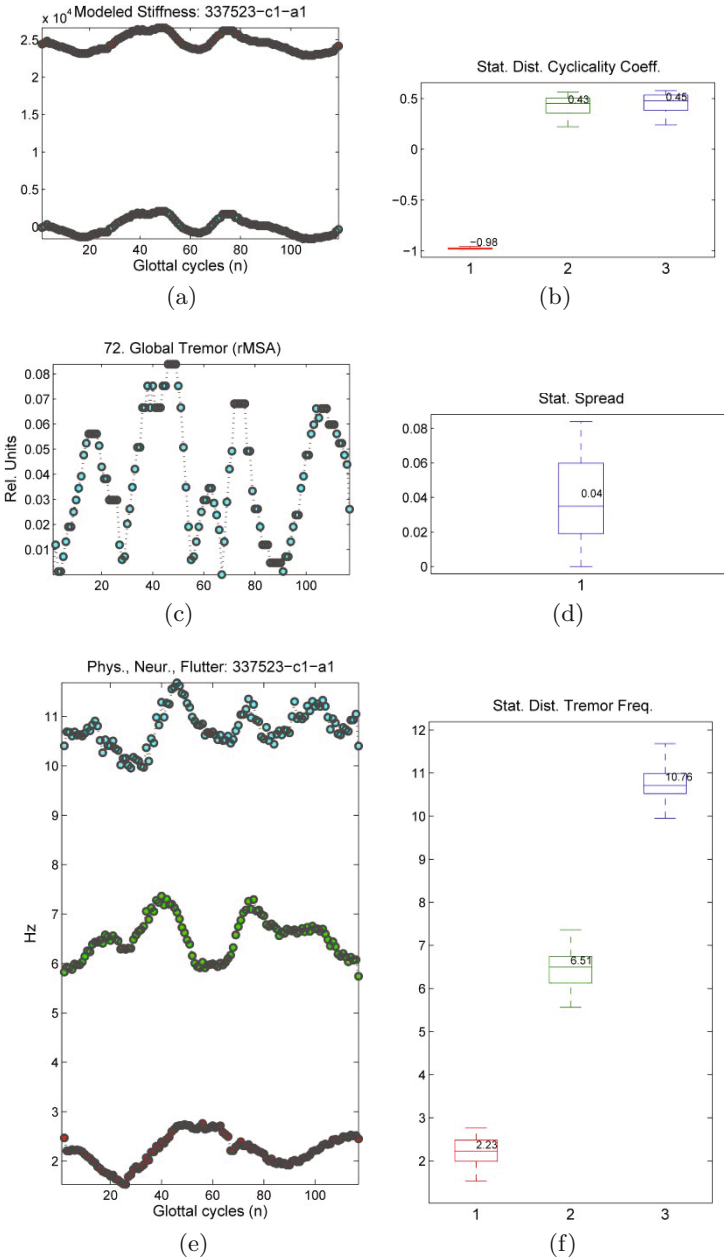 x 10⁴ Modeled Stiffness: 337523−c1−a1
2.5
2
1.5
1
0.5
0
20 40 60 80 100
Glottal cycles (n)
(a)
Stat. Dist. Cyclicality Coeff.
0.5
0
−0.5
−1
−0.98
0.43
0.45
1 2 3
(b)
72. Global Tremor (rMSA)
Rel. Units
0.08
0.07
0.06
0.05
0.04
0.03
0.02
0.01
20 40 60 80 100
(c)
Stat. Spread
0.08
0.06
0.04
0.02
0
0.04
1
(d)
Phys., Neur., Flutter: 337523−c1−a1
Hz
11
10
9
8
7
6
5
4
3
2
20 40 60 80 100
Glottal cycles (n)
(e)
Stat. Dist. Tremor Freq.
12
11
10
9
8
7
6
5
4
3
2
2.23
6.51
10.76
1 2 3
(f)